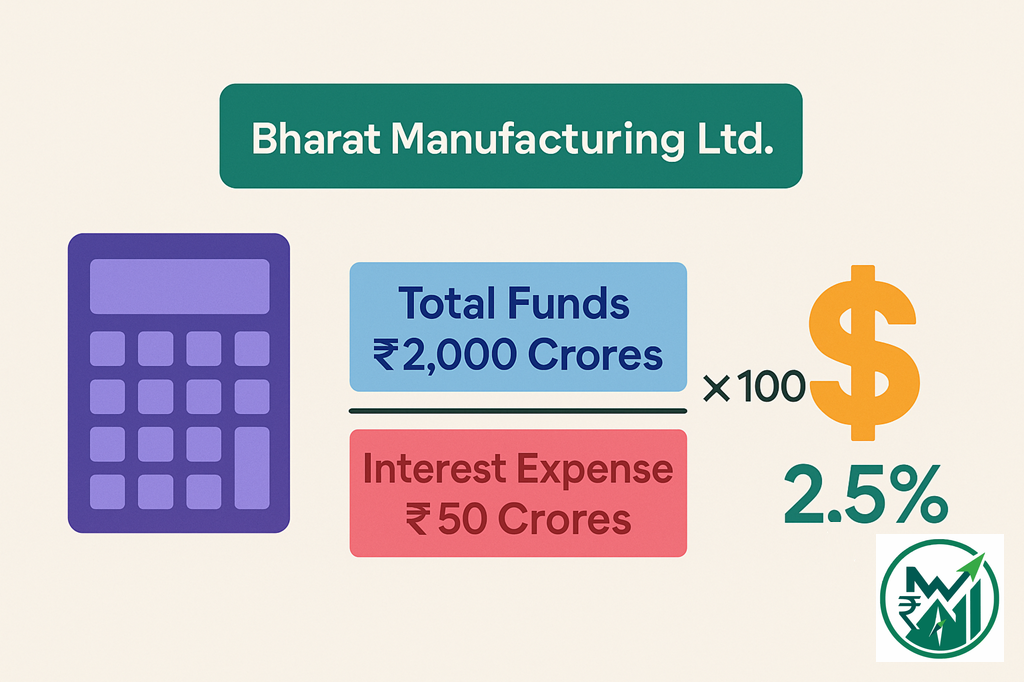 Bharat Manufacturing Ltd.
Total Funds
₹2,000 Crores
×100
$
Interest Expense
₹50 Crores
2.5%
₹